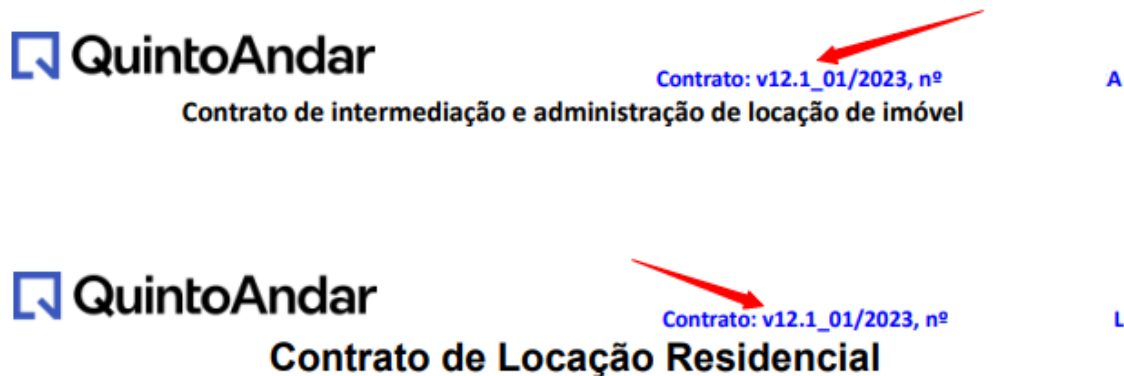 QuintoAndar
Contrato: v12.1_01/2023, nº A
Contrato de intermediação e administração de locação de imóvel
QuintoAndar
Contrato: v12.1_01/2023, nº L
Contrato de Locação Residencial